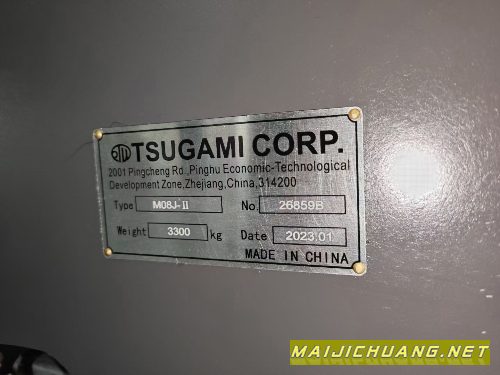 TSUGAMI CORP.
2001 Pingcheng Rd., Pinghu Economic-Technological
Development Zone, Zhejiang, China, 314200
Type M08J-II No. 26859B
Weight 3300 kg Date 2023.01
MADE IN CHINA
MAIJICHUANG.NET